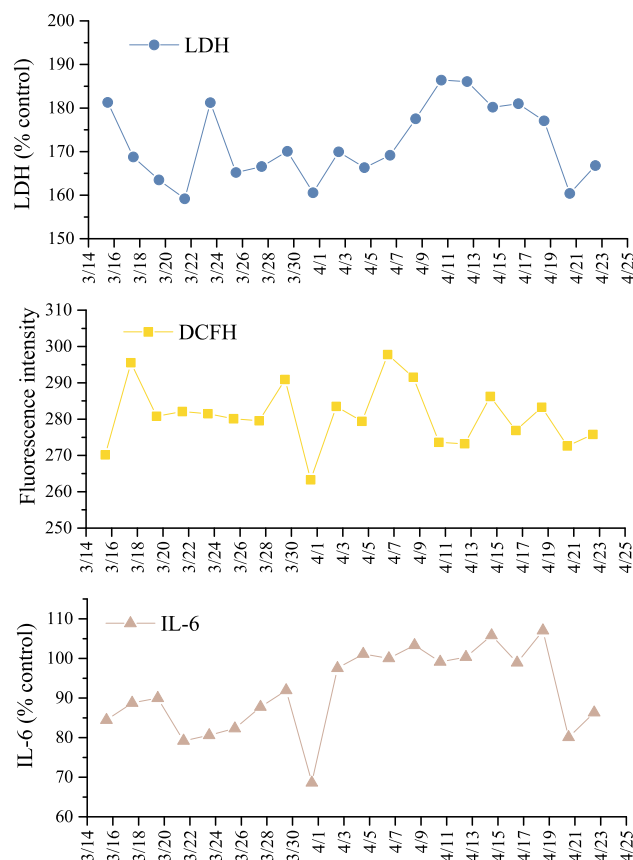 200
190
180
170
160
150
LDH (% control)
LDH
3/14 3/16 3/18 3/20 3/22 3/24 3/26 3/28 3/30 4/1 4/3 4/5 4/7 4/9 4/11 4/13 4/15 4/17 4/19 4/21 4/23 4/25
310
300
290
280
270
260
250
Fluorescence intensity
DCFH
3/14 3/16 3/18 3/20 3/22 3/24 3/26 3/28 3/30 4/1 4/3 4/5 4/7 4/9 4/11 4/13 4/15 4/17 4/19 4/21 4/23 4/25
110
100
90
80
70
60
IL-6 (% control)
IL-6
3/14 3/16 3/18 3/20 3/22 3/24 3/26 3/28 3/30 4/1 4/3 4/5 4/7 4/9 4/11 4/13 4/15 4/17 4/19 4/21 4/23 4/25